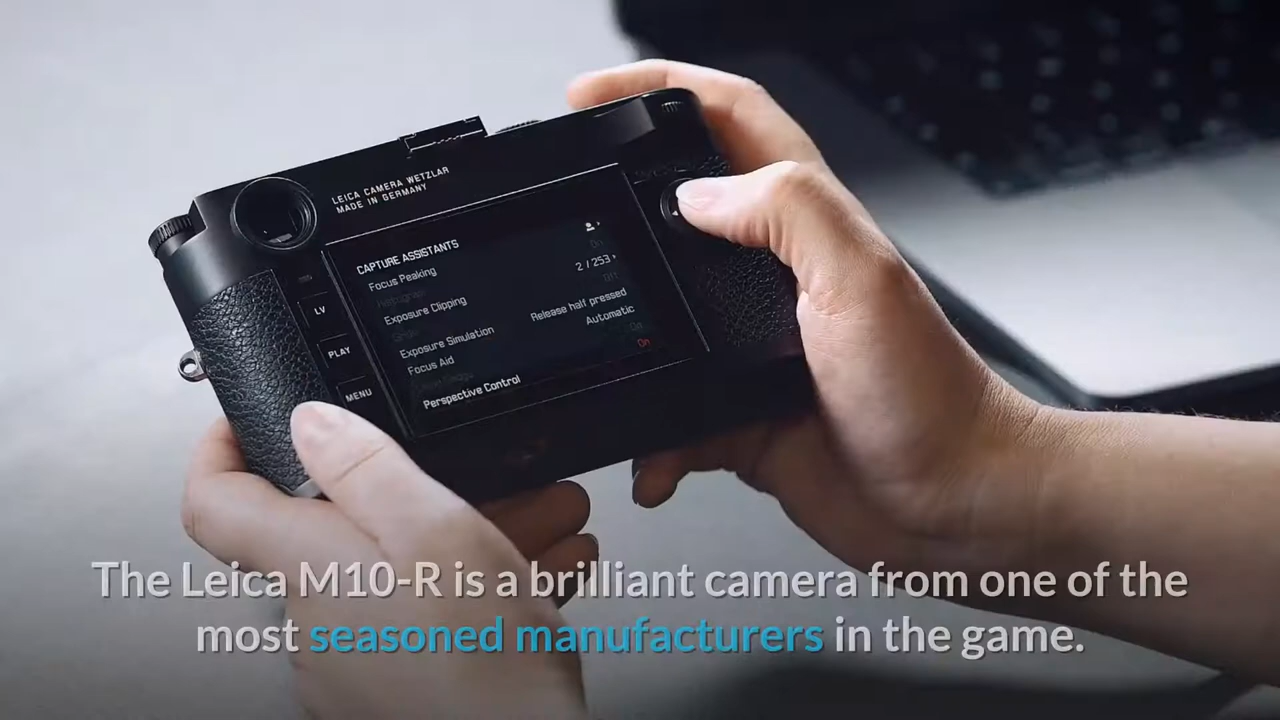 LEICA CAMERA WETZLAR
MADE IN GERMANY
CAPTURE ASSISTANTS
Focus Peaking On
2 / 253
Exposure Clipping
Release half pressed
Exposure Simulation Automatic
Focus Aid
On
Perspective Control
LV
PLAY
MENU
The Leica M10-R is a brilliant camera from one of the
most seasoned manufacturers in the game.